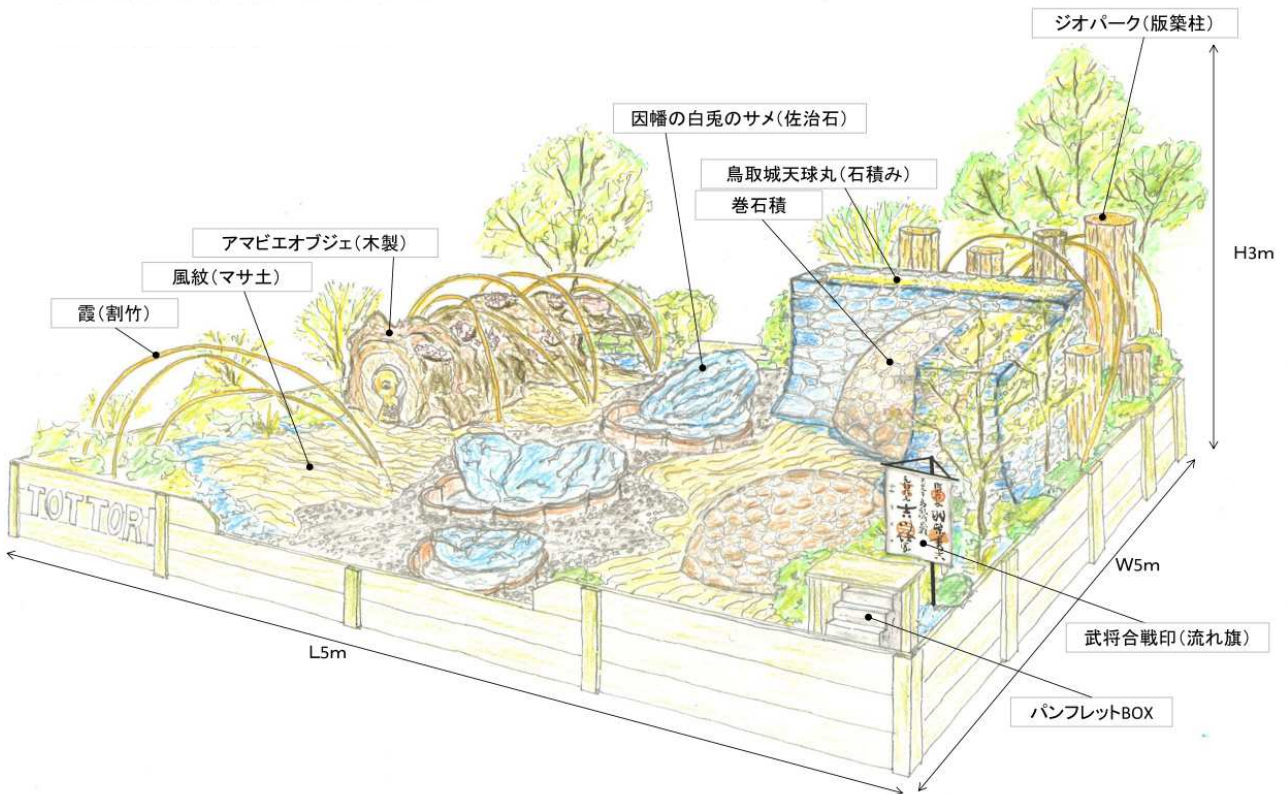 ジオパーク(版築柱)
因幡の白兎のサメ(佐治石)
鳥取城天球丸(石積み)
巻石積
アマビエオブジェ(木製)
風紋(マサ土)
霞(割竹)
H3m
TOTTORI
W5m
L5m
武将合戦印(流れ旗)
パンフレットBOX